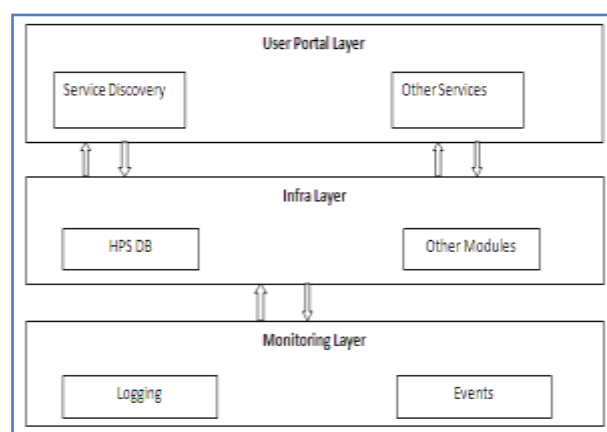 User Portal Layer
Service Discovery
Other Services
Infra Layer
HPS DB
Other Modules
Monitoring Layer
Logging
Events